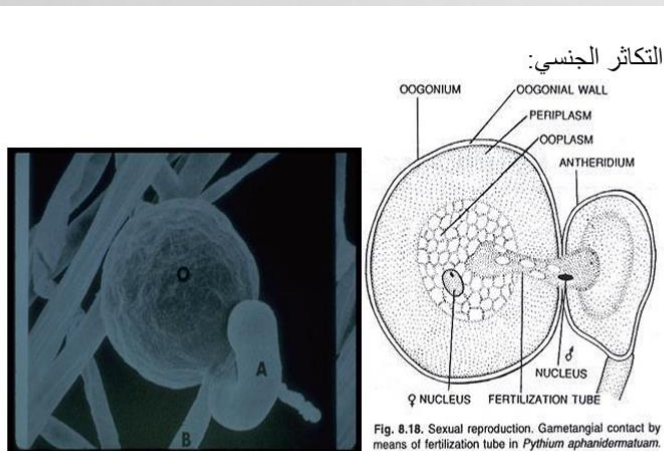 التكاثر الجنسي:
OOGONIUM
OOGONIAL WALL
PERIPLASM
OOPLASM
ANTHERIDIUM
O
A
B
♂
NUCLEUS
♀ NUCLEUS
FERTILIZATION TUBE
Fig. 8.18. Sexual reproduction. Gametangial contact by
means of fertilization tube in Pythium aphanidermatuam.